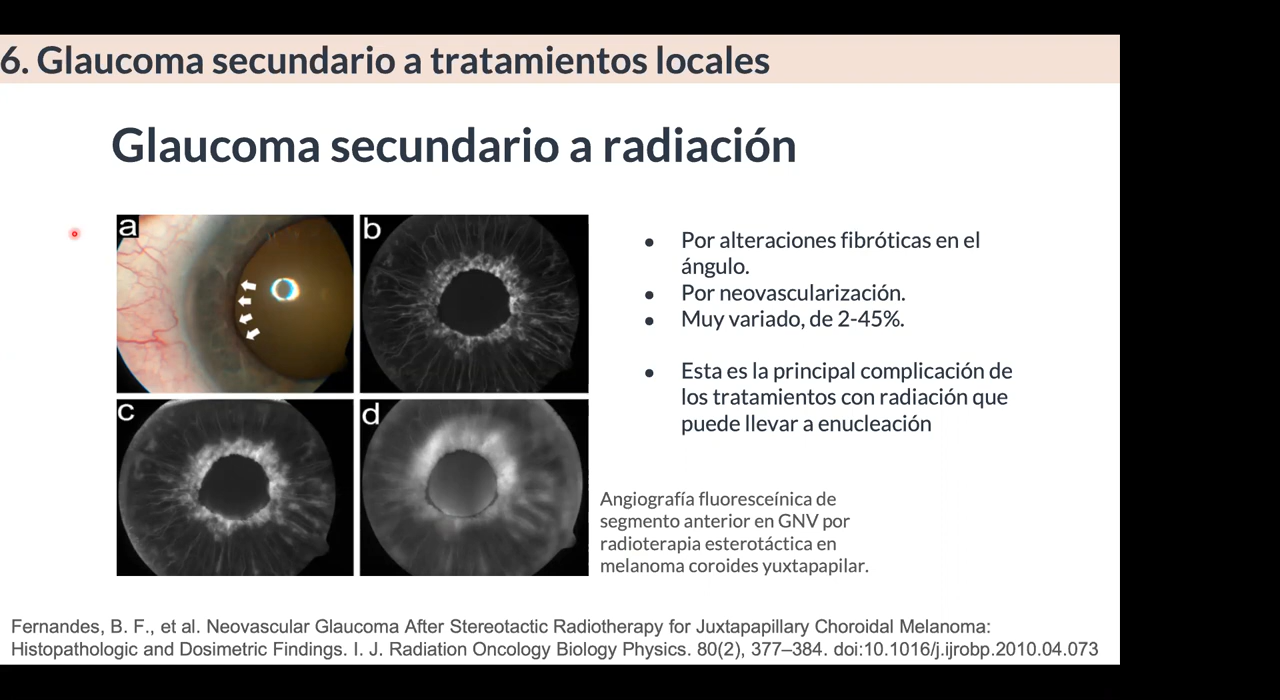 6. Glaucoma secundario a tratamientos locales
Glaucoma secundario a radiación
a
b
c
d
● Por alteraciones fibróticas en el
ángulo.
● Por neovascularización.
● Muy variado, de 2-45%.
● Esta es la principal complicación de
los tratamientos con radiación que
puede llevar a enucleación
Angiografía fluoresceínica de
segmento anterior en GNV por
radioterapia esterotáctica en
melanoma coroides yuxtapapilar.
Fernandes, B. F., et al. Neovascular Glaucoma After Stereotactic Radiotherapy for Juxtapapillary Choroidal Melanoma:
Histopathologic and Dosimetric Findings. I. J. Radiation Oncology Biology Physics. 80(2), 377–384. doi:10.1016/j.ijrobp.2010.04.073